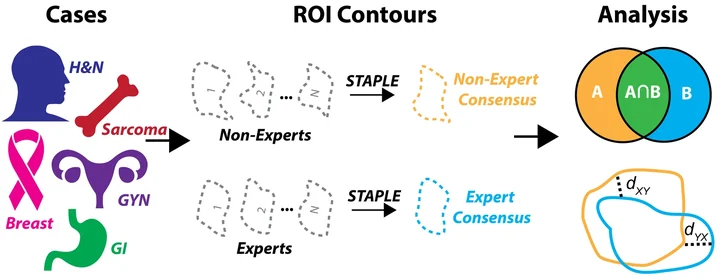 Cases
ROI Contours
Analysis
H&N
Sarcoma
Breast
GYN
GI
1
2
...
N
Non-Experts
STAPLE
Non-Expert
Consensus
1
2
...
N
Experts
STAPLE
Expert
Consensus
A
A∩B
B
dXY
dYX